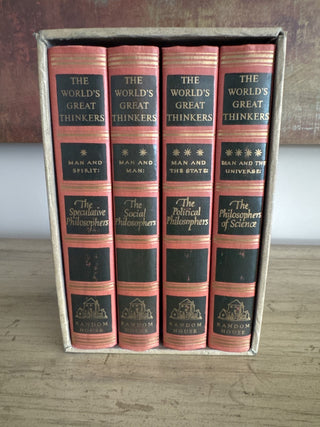 THE
WORLD'S
GREAT
THINKERS
*
MAN AND
SPIRIT:
The
Speculative
Philosophers
RANDOM
HOUSE
THE
WORLD'S
GREAT
THINKERS
* *
MAN AND
MAN:
The
Social
Philosophers
RANDOM
HOUSE
THE
WORLD'S
GREAT
THINKERS
* * *
MAN AND
THE STATE:
The
Political
Philosophers
RANDOM
HOUSE
THE
WORLD'S
GREAT
THINKERS
* * * *
MAN AND THE
UNIVERSE:
The
Philosophers
of Science
RANDOM
HOUSE